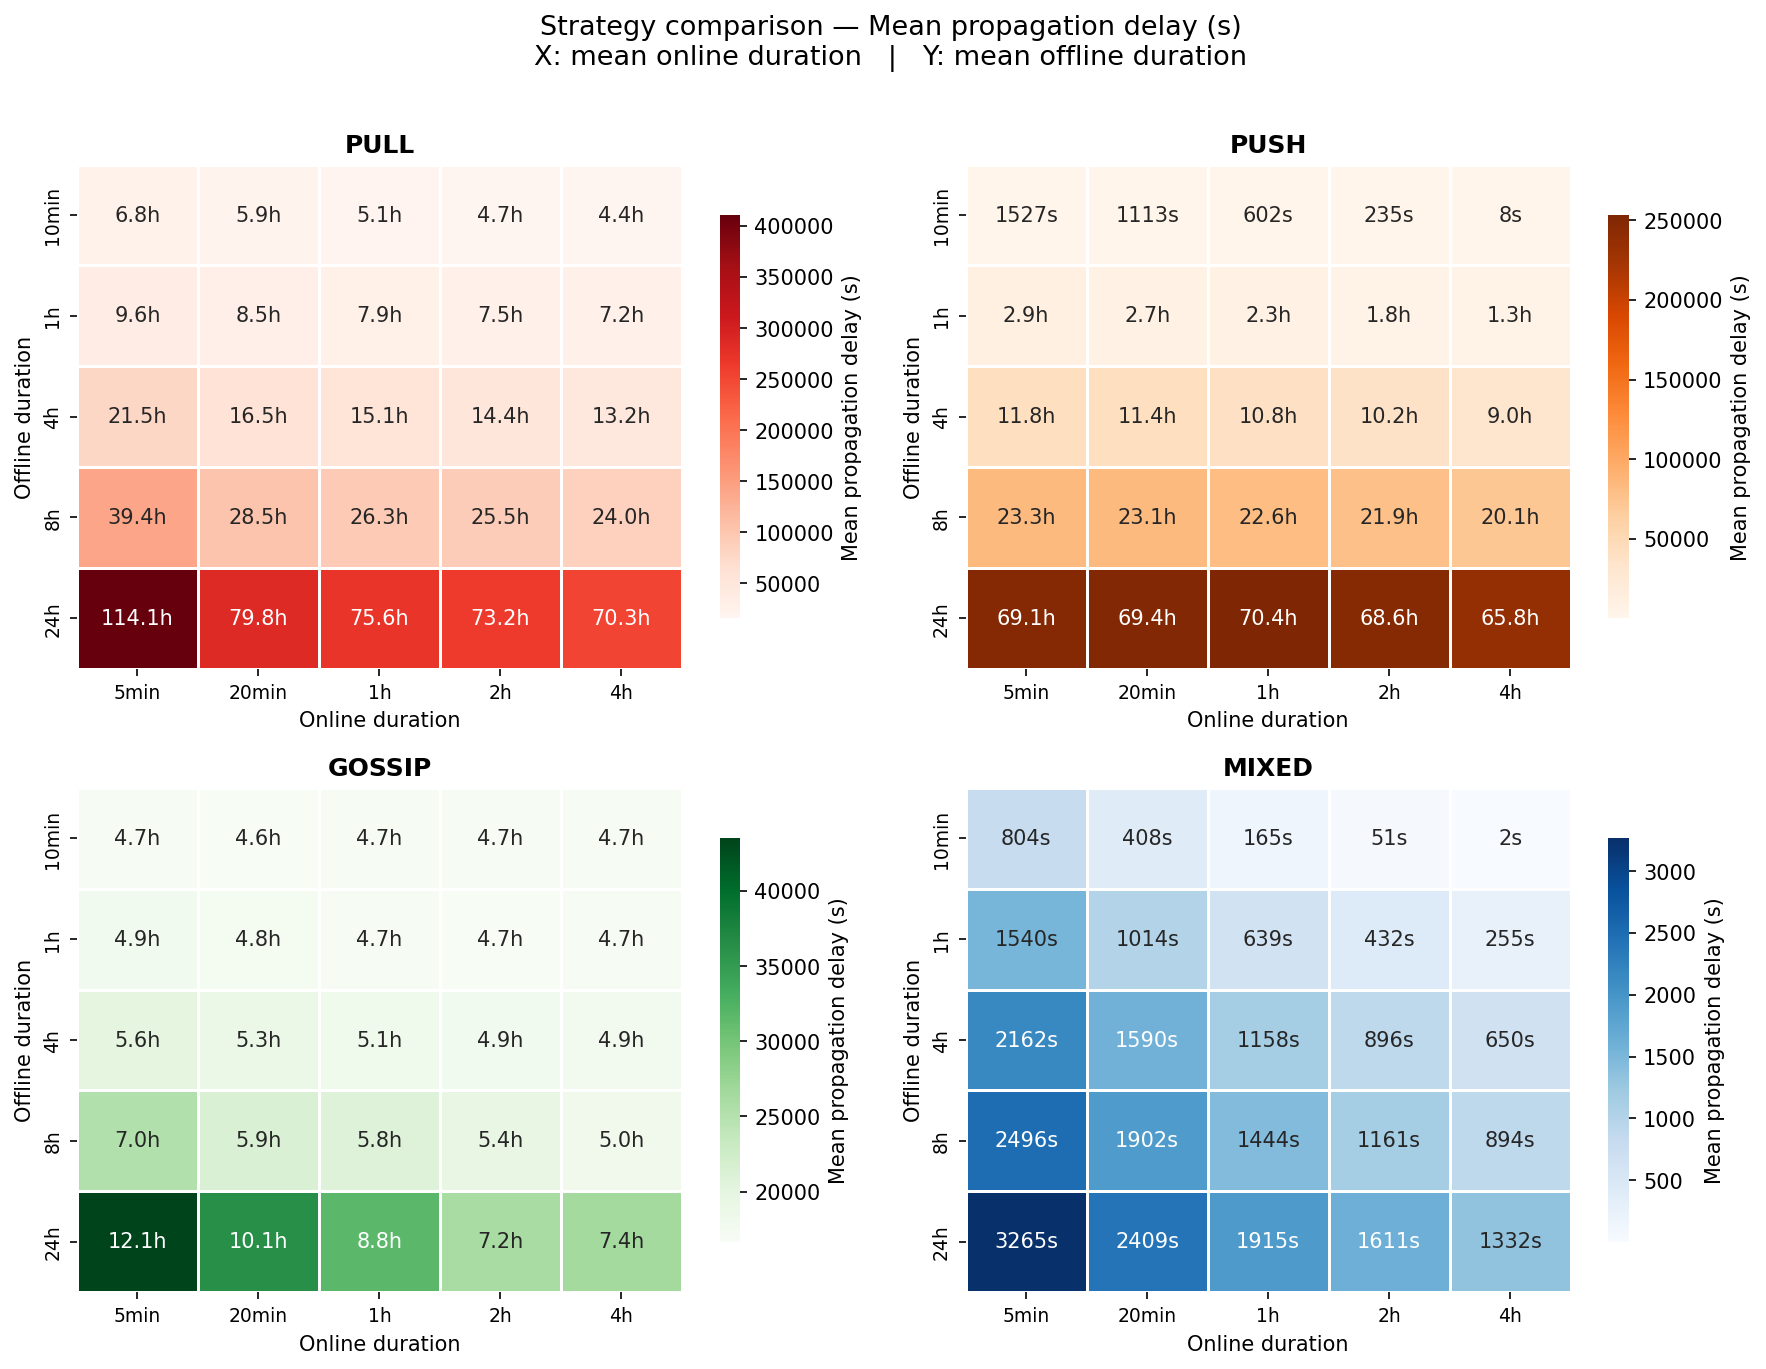 Strategy comparison — Mean propagation delay (s)
X: mean online duration | Y: mean offline duration
PULL
Offline duration
10min 6.8h 5.9h 5.1h 4.7h 4.4h
1h 9.6h 8.5h 7.9h 7.5h 7.2h
4h 21.5h 16.5h 15.1h 14.4h 13.2h
8h 39.4h 28.5h 26.3h 25.5h 24.0h
24h 114.1h 79.8h 75.6h 73.2h 70.3h
5min 20min 1h 2h 4h
Online duration
400000
350000
300000
250000
200000
150000
100000
50000
Mean propagation delay (s)
PUSH
Offline duration
10min 1527s 1113s 602s 235s 8s
1h 2.9h 2.7h 2.3h 1.8h 1.3h
4h 11.8h 11.4h 10.8h 10.2h 9.0h
8h 23.3h 23.1h 22.6h 21.9h 20.1h
24h 69.1h 69.4h 70.4h 68.6h 65.8h
5min 20min 1h 2h 4h
Online duration
250000
200000
150000
100000
50000
Mean propagation delay (s)
GOSSIP
Offline duration
10min 4.7h 4.6h 4.7h 4.7h 4.7h
1h 4.9h 4.8h 4.7h 4.7h 4.7h
4h 5.6h 5.3h 5.1h 4.9h 4.9h
8h 7.0h 5.9h 5.8h 5.4h 5.0h
24h 12.1h 10.1h 8.8h 7.2h 7.4h
5min 20min 1h 2h 4h
Online duration
40000
35000
30000
25000
20000
Mean propagation delay (s)
MIXED
Offline duration
10min 804s 408s 165s 51s 2s
1h 1540s 1014s 639s 432s 255s
4h 2162s 1590s 1158s 896s 650s
8h 2496s 1902s 1444s 1161s 894s
24h 3265s 2409s 1915s 1611s 1332s
5min 20min 1h 2h 4h
Online duration
3000
2500
2000
1500
1000
500
Mean propagation delay (s)